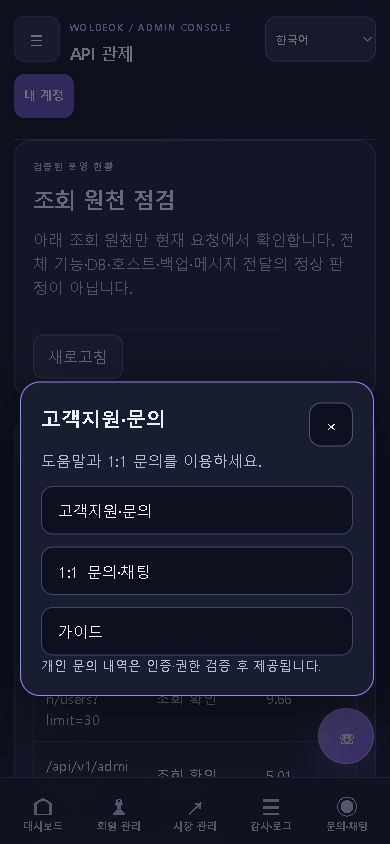 WOLDEOK / ADMIN CONSOLE
API 관제
한국어
내 계정
검증된 운영 현황
조회 원천 점검
아래 조회 원천만 현재 요청에서 확인합니다. 전
체 기능·DB·호스트·백업·메시지 전달의 정상 판
정이 아닙니다.
새로고침
고객지원·문의
×
도움말과 1:1 문의를 이용하세요.
고객지원·문의
1:1 문의·채팅
가이드
개인 문의 내역은 인증·권한 검증 후 제공됩니다.
n/users?
limit=30
조회 확인
9.66
/api/v1/admi
조회 확인
5.01
대시보드
회원 관리
시장 관리
감사·로그
문의·채팅